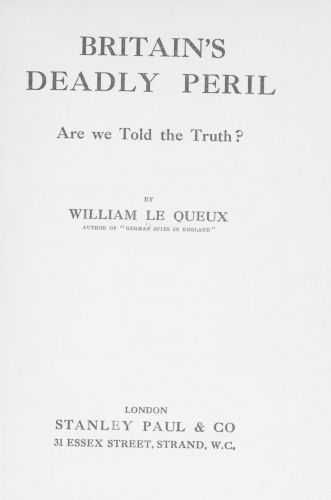 BRITAIN'S
DEADLY PERIL
Are we Told the Truth?
BY
WILLIAM LE QUEUX
AUTHOR OF "GERMAN SPIES IN ENGLAND"
LONDON
STANLEY PAUL & CO
31 ESSEX STREET, STRAND, W.C.